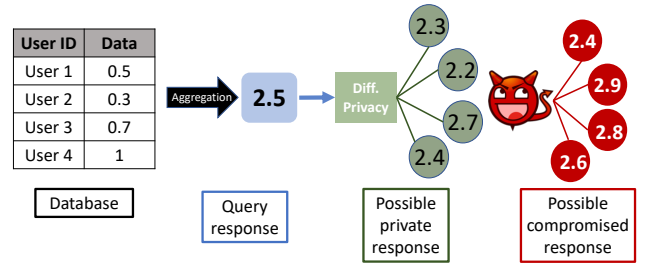 User ID Data
User 1 0.5
User 2 0.3
User 3 0.7
User 4 1
Database
Aggregation
2.5
Query
response
Diff.
Privacy
2.3
2.2
2.7
2.4
Possible
private
response
2.4
2.9
2.8
2.6
Possible
compromised
response